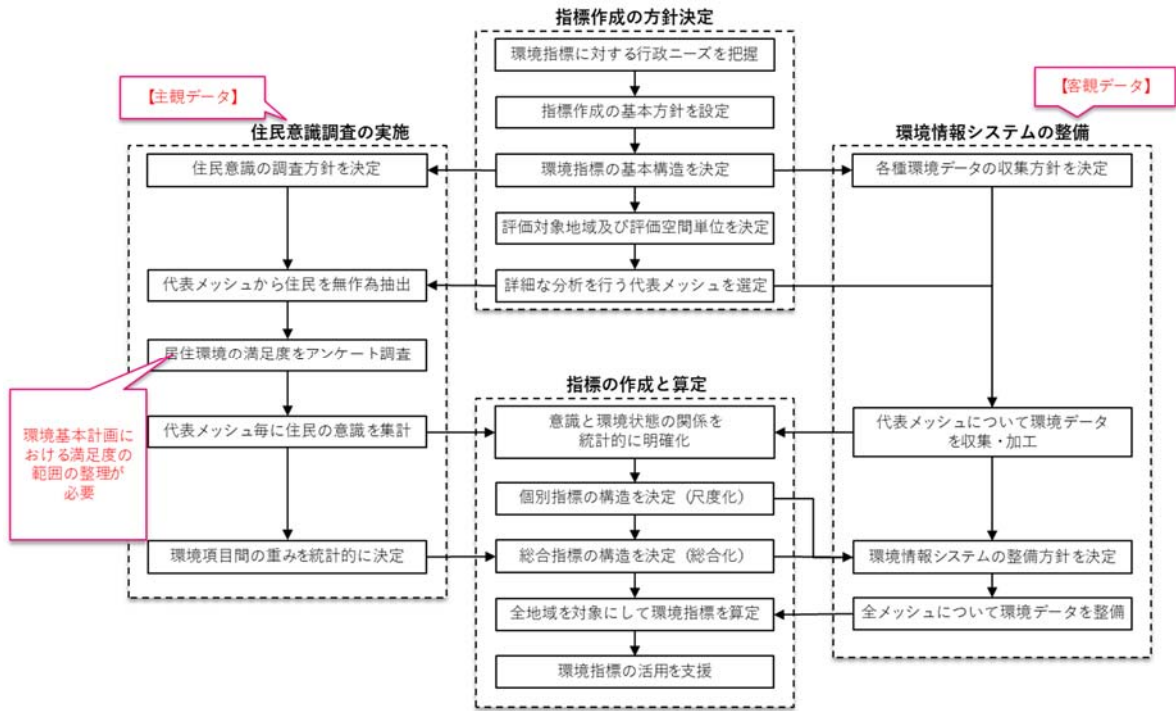 指標作成の方針決定
環境指標に対する行政ニーズを把握
指標作成の基本方針を設定
環境指標の基本構造を決定
評価対象地域及び評価空間単位を決定
詳細な分析を行う代表メッシュを選定
【主観データ】
住民意識調査の実施
住民意識の調査方針を決定
代表メッシュから住民を無作為抽出
居住環境の満足度をアンケート調査
代表メッシュ毎に住民の意識を集計
環境項目間の重みを統計的に決定
環境基本計画に
おける満足度の
範囲の整理が
必要
【客観データ】
環境情報システムの整備
各種環境データの収集方針を決定
代表メッシュについて環境データ
を収集・加工
環境情報システムの整備方針を決定
全メッシュについて環境データを整備
指標の作成と算定
意識と環境状態の関係を
統計的に明確化
個別指標の構造を決定（尺度化）
総合指標の構造を決定（総合化）
全地域を対象にして環境指標を算定
環境指標の活用を支援